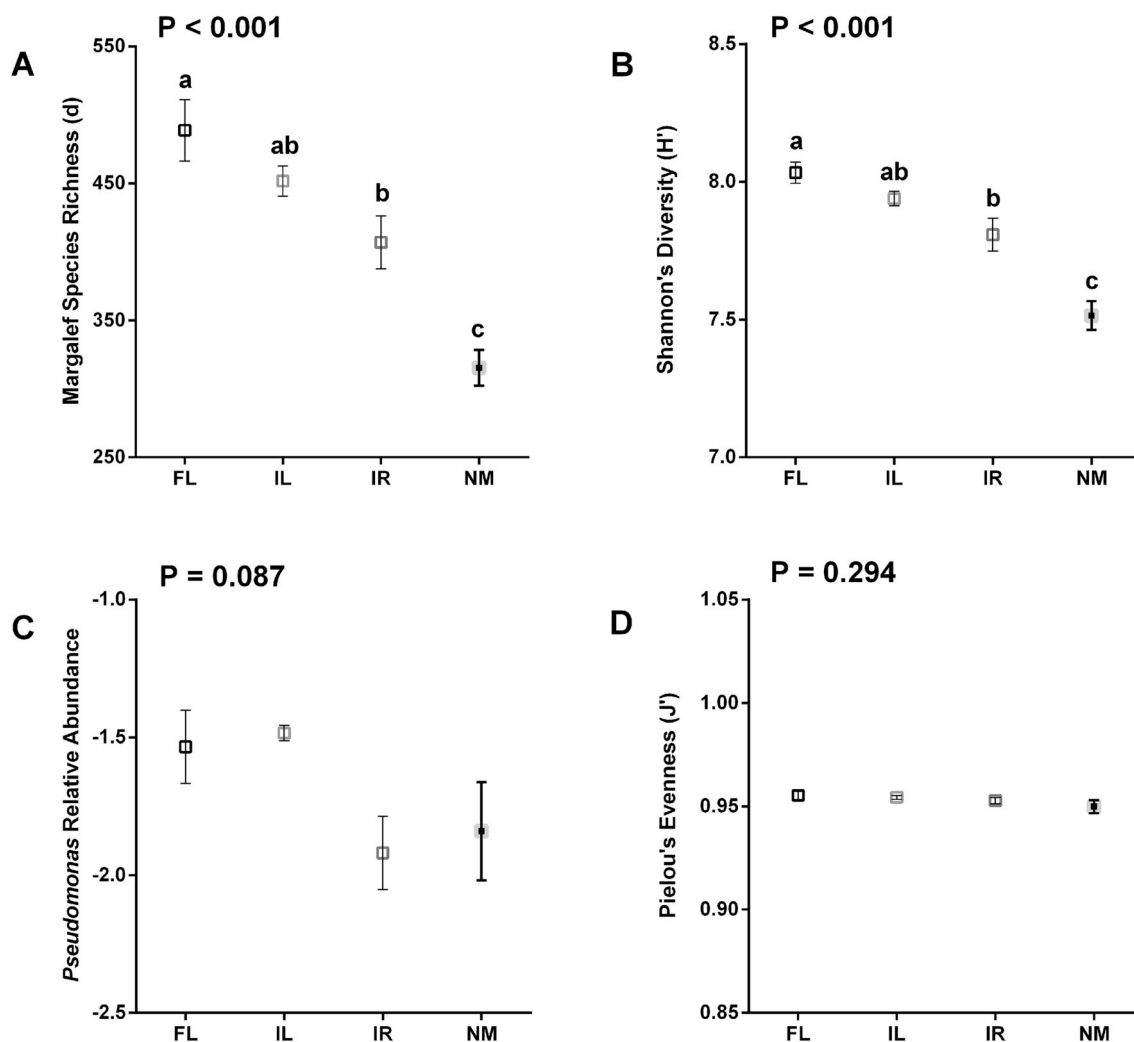 P < 0.001
A
Margalef Species Richness (d)
550
450
350
250
a
ab
b
c
FL IL IR NM
P < 0.001
B
Shannon's Diversity (H')
8.5
8.0
7.5
7.0
a
ab
b
c
FL IL IR NM
P = 0.087
C
Pseudomonas Relative Abundance
-1.0
-1.5
-2.0
-2.5
FL IL IR NM
P = 0.294
D
Pielou's Evenness (J')
1.05
1.00
0.95
0.90
0.85
FL IL IR NM